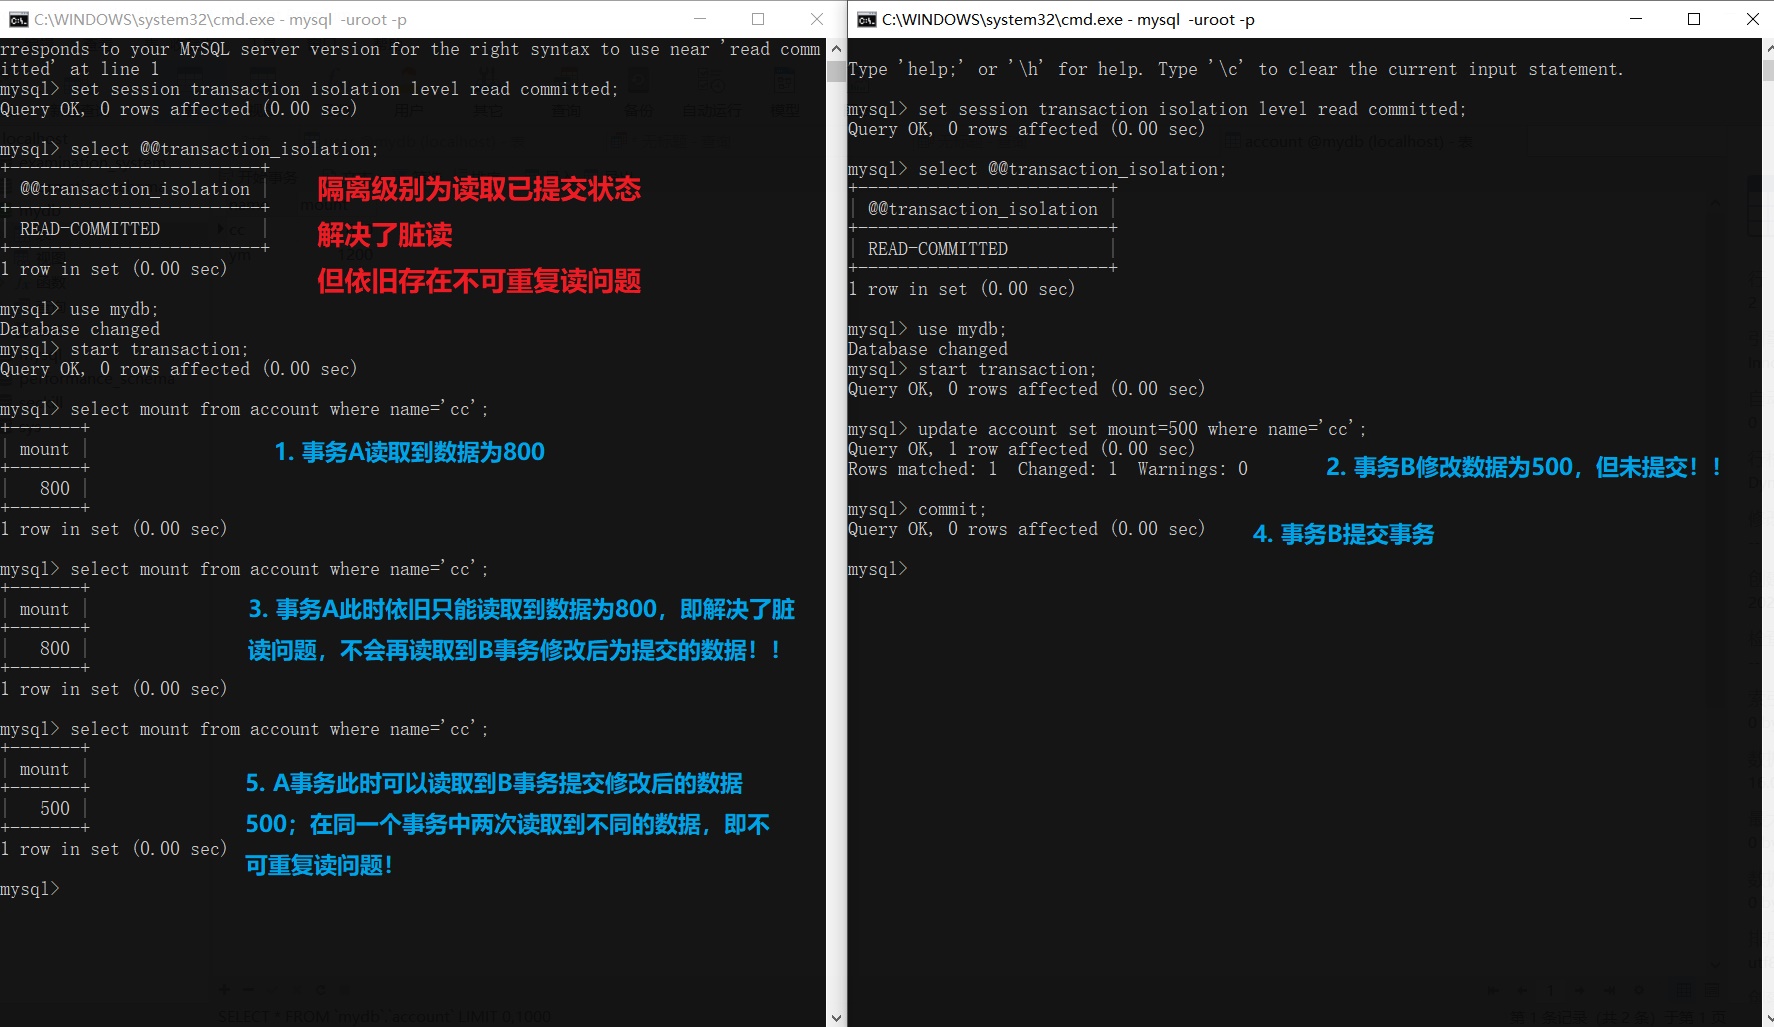 C:\WINDOWS\system32\cmd.exe - mysql  -uroot -p
rresponds to your MySQL server version for the right syntax to use near 'read comm
itted' at line 1
mysql> set session transaction isolation level read committed;
Query OK, 0 rows affected (0.00 sec)
mysql> select @@transaction_isolation;
+-------------------------+
| @@transaction_isolation |
+-------------------------+
| READ-COMMITTED          |
+-------------------------+
1 row in set (0.00 sec)
隔离级别为读取已提交状态
解决了脏读
但依旧存在不可重复读问题
mysql> use mydb;
Database changed
mysql> start transaction;
Query OK, 0 rows affected (0.00 sec)
mysql> select mount from account where name='cc';
+-------+
| mount |
+-------+
|   800 |
+-------+
1 row in set (0.00 sec)
1. 事务A读取到数据为800
mysql> select mount from account where name='cc';
+-------+
| mount |
+-------+
|   800 |
+-------+
1 row in set (0.00 sec)
3. 事务A此时依旧只能读取到数据为800，即解决了脏
读问题，不会再读取到B事务修改后为提交的数据！！
mysql> select mount from account where name='cc';
+-------+
| mount |
+-------+
|   500 |
+-------+
1 row in set (0.00 sec)
5. A事务此时可以读取到B事务提交修改后的数据
500；在同一个事务中两次读取到不同的数据，即不
可重复读问题！
mysql>
C:\WINDOWS\system32\cmd.exe - mysql  -uroot -p
Type 'help;' or '\h' for help. Type '\c' to clear the current input statement.
mysql> set session transaction isolation level read committed;
Query OK, 0 rows affected (0.00 sec)
mysql> select @@transaction_isolation;
+-------------------------+
| @@transaction_isolation |
+-------------------------+
| READ-COMMITTED          |
+-------------------------+
1 row in set (0.00 sec)
mysql> use mydb;
Database changed
mysql> start transaction;
Query OK, 0 rows affected (0.00 sec)
mysql> update account set mount=500 where name='cc';
Query OK, 1 row affected (0.00 sec)
Rows matched: 1  Changed: 1  Warnings: 0
2. 事务B修改数据为500，但未提交！！
mysql> commit;
Query OK, 0 rows affected (0.00 sec)
4. 事务B提交事务
mysql>